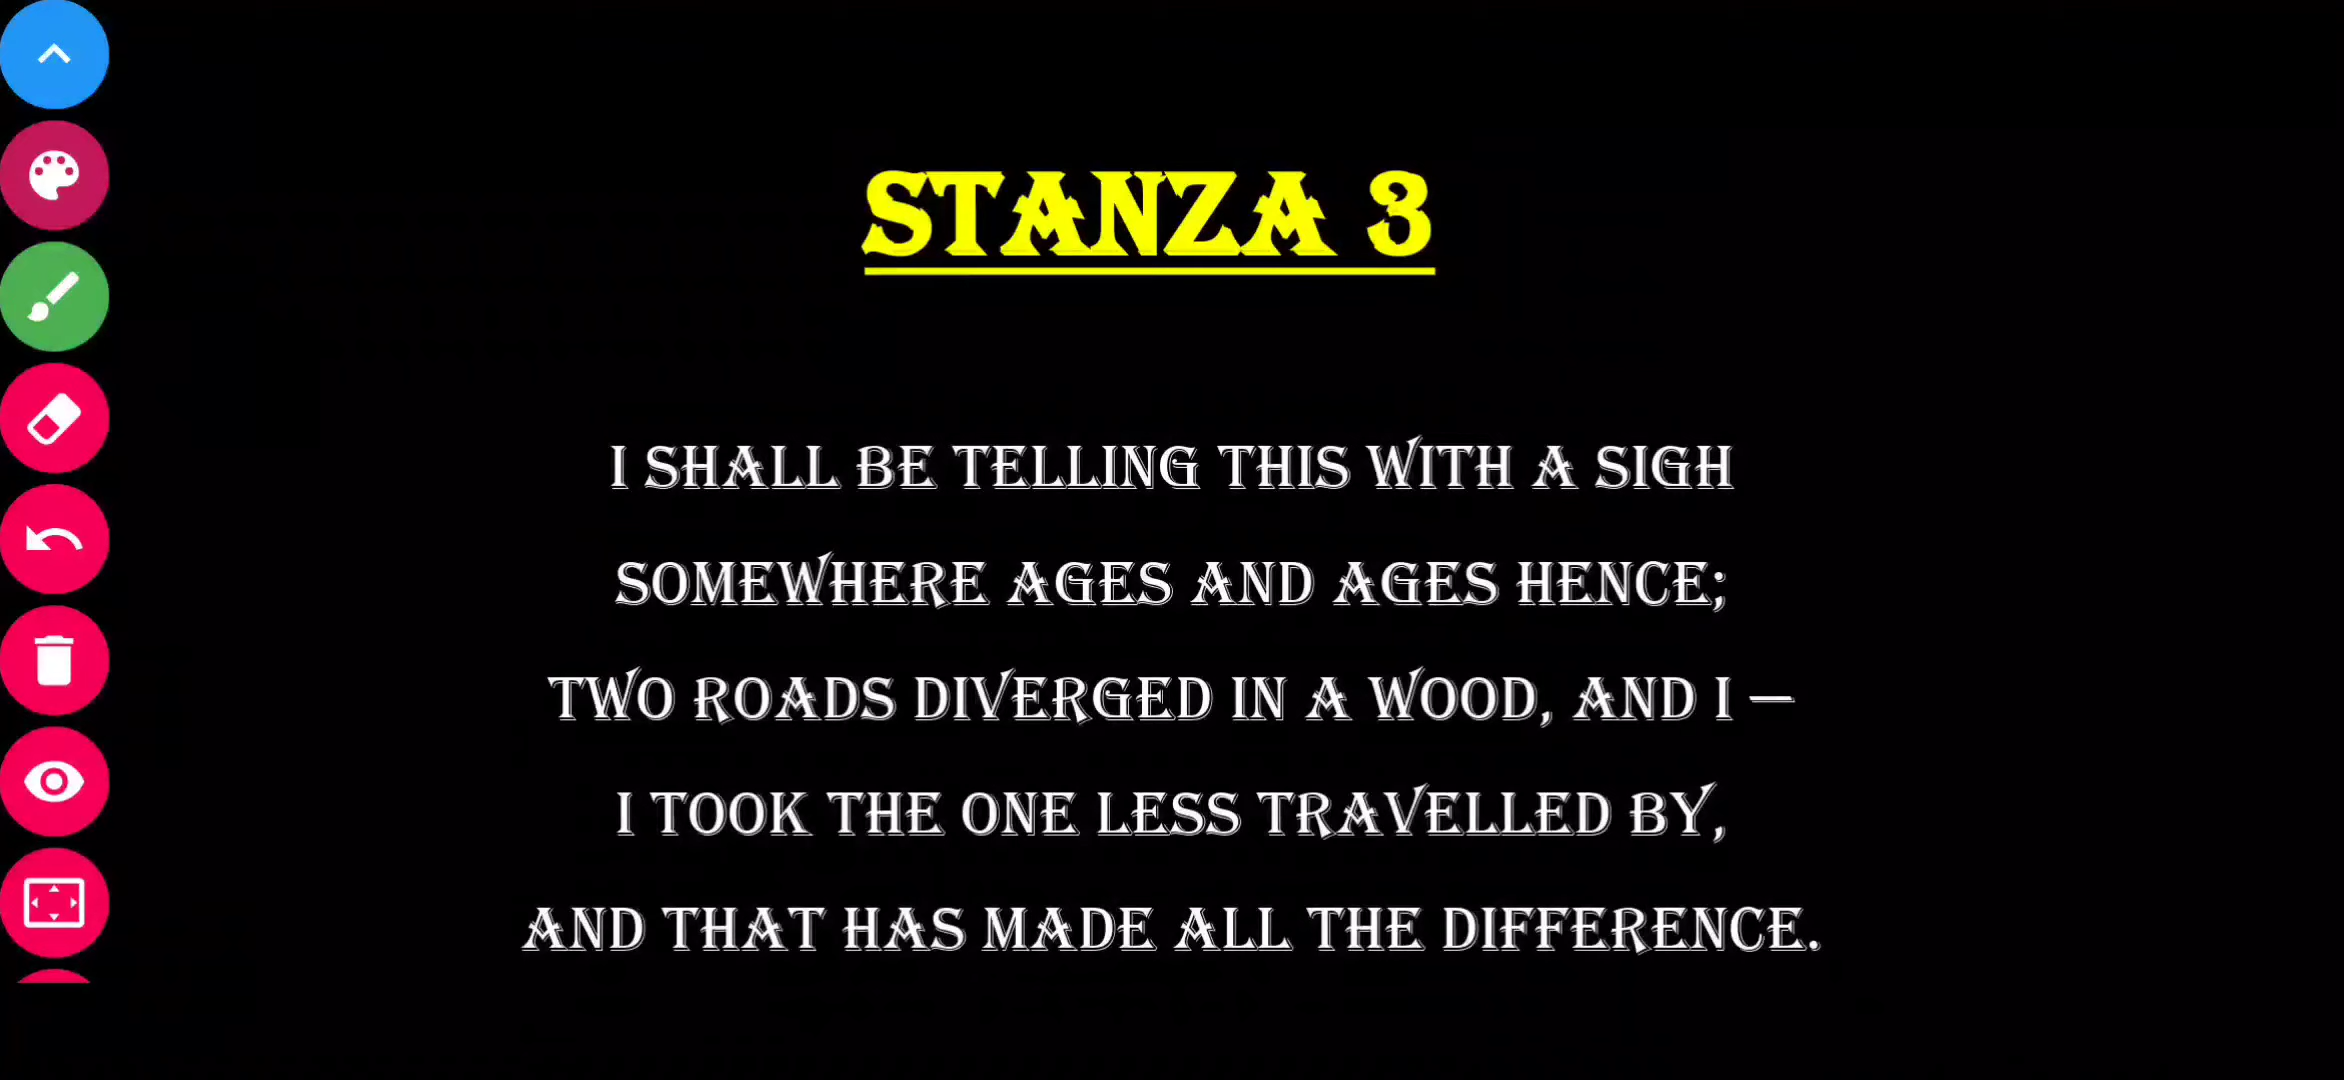 STANZA 3
I SHALL BE TELLING THIS WITH A SIGH
SOMEWHERE AGES AND AGES HENCE;
TWO ROADS DIVERGED IN A WOOD, AND I —
I TOOK THE ONE LESS TRAVELLED BY,
AND THAT HAS MADE ALL THE DIFFERENCE.